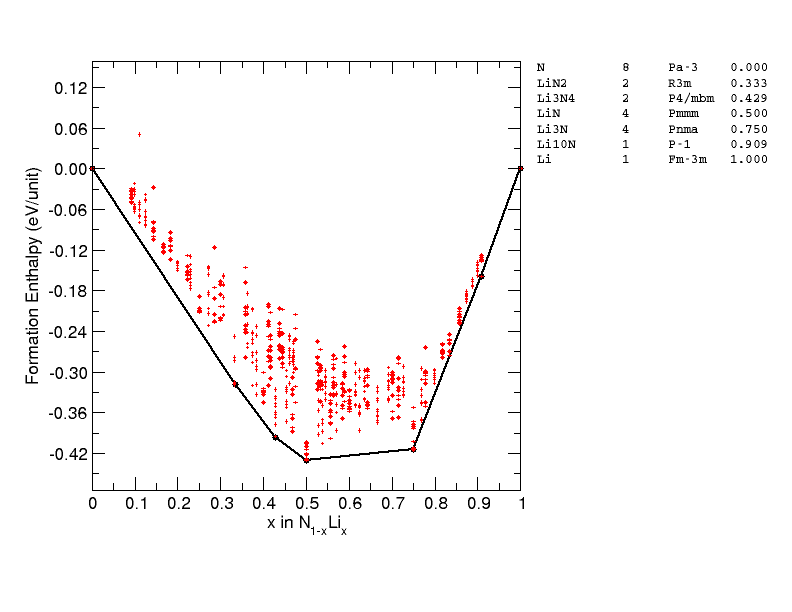 N 8 Pa-3 0.000
LiN2 2 R3m 0.333
Li3N4 2 P4/mbm 0.429
LiN 4 Pmmm 0.500
Li3N 4 Pnma 0.750
Li10N 1 P-1 0.909
Li 1 Fm-3m 1.000
0.12
0.06
0.00
-0.06
-0.12
-0.18
-0.24
-0.30
-0.36
-0.42
Formation Enthalpy (eV/unit)
0 0.1 0.2 0.3 0.4 0.5 0.6 0.7 0.8 0.9 1
x in N1-xLix